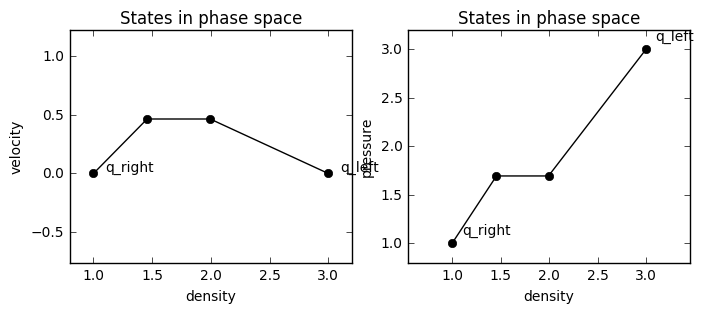 States in phase space
1.0
0.5
0.0
−0.5
velocity
q_right
q_left
1.0
1.5
2.0
2.5
3.0
density
States in phase space
3.0
2.5
2.0
1.5
1.0
pressure
q_left
q_right
1.0
1.5
2.0
2.5
3.0
density